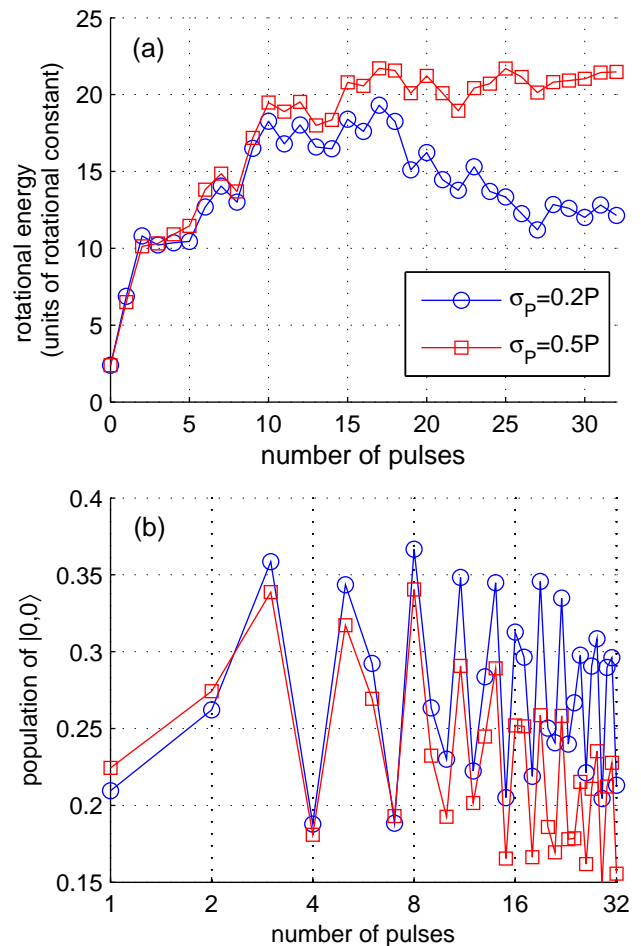 25
20
15
10
5
0
(a)
rotational energy
(units of rotational constant)
σ_P=0.2P
σ_P=0.5P
0 5 10 15 20 25 30
number of pulses
0.4
0.35
0.3
0.25
0.2
0.15
(b)
population of |0,0⟩
1 2 4 8 16 32
number of pulses